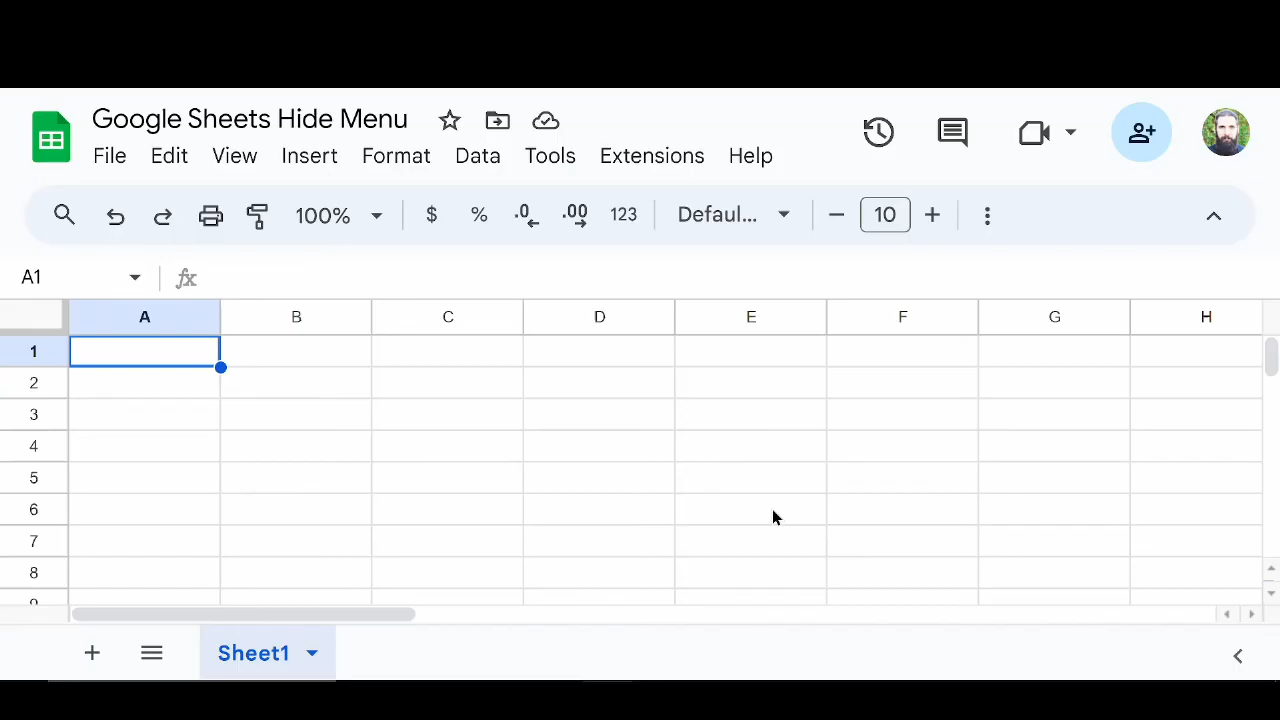 Google Sheets Hide Menu
File Edit View Insert Format Data Tools Extensions Help
100% $ % .0 .00 123 Defaul... 10
A1 fx
A B C D E F G H
1
2
3
4
5
6
7
8
9
Sheet1